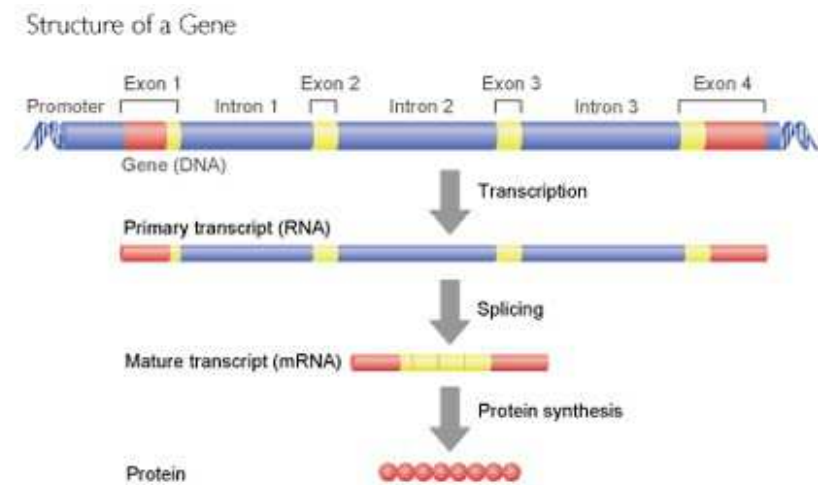 Structure of a Gene
Exon 1 Exon 2 Exon 3 Exon 4
Promoter Intron 1 Intron 2 Intron 3
Gene (DNA)
Transcription
Primary transcript (RNA)
Splicing
Mature transcript (mRNA)
Protein synthesis
Protein